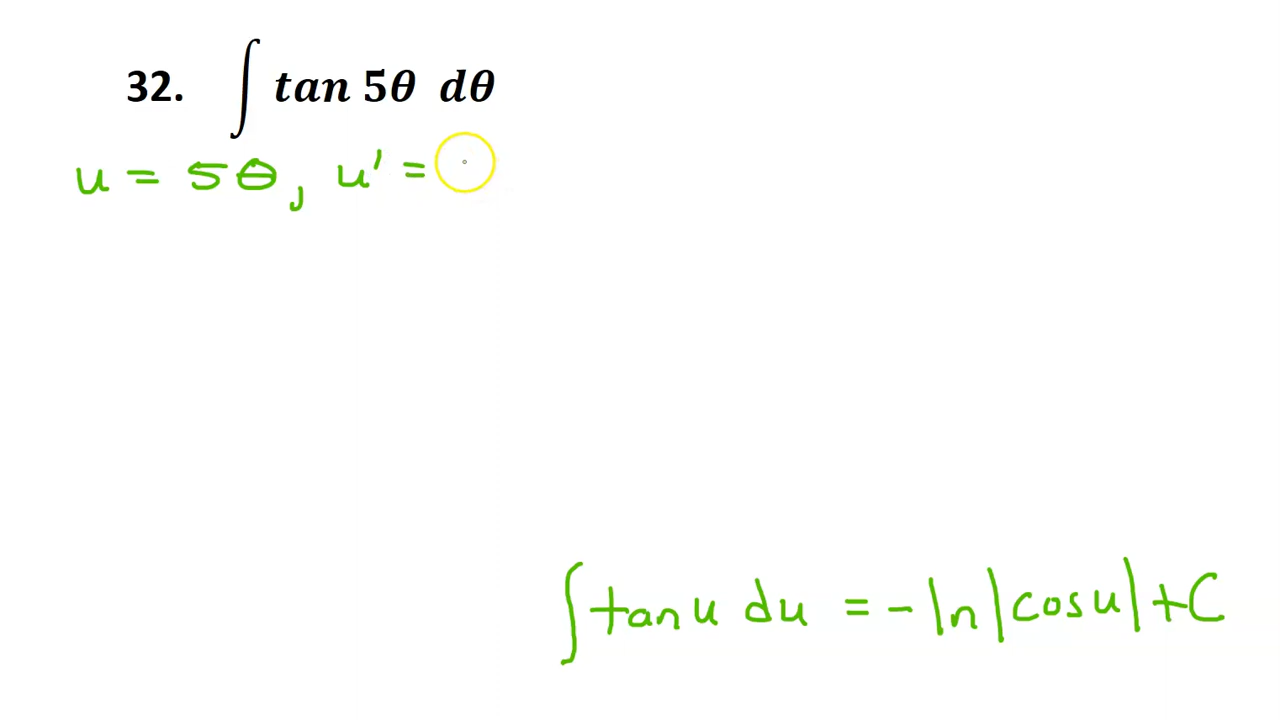 32. ∫ tan 5θ dθ
u = 5θ, u' =
∫ tan u du = - ln |cos u| + C